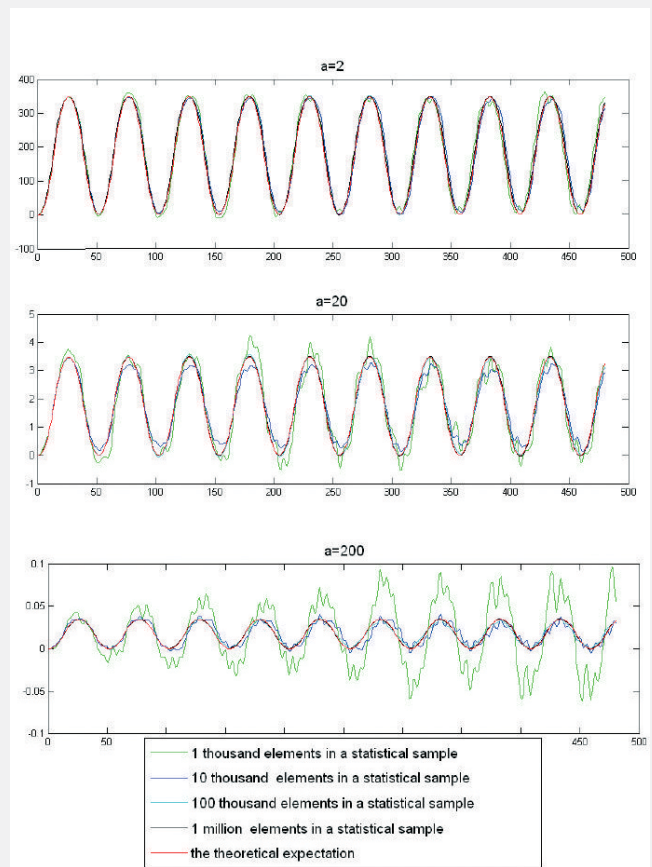 a=2
400
300
200
100
0
-100
0 50 100 150 200 250 300 350 400 450 500
a=20
5
4
3
2
1
0
-1
0 50 100 150 200 250 300 350 400 450 500
a=200
0.1
0.05
0
-0.05
-0.1
0 50 500
1 thousand elements in a statistical sample
10 thousand elements in a statistical sample
100 thousand elements in a statistical sample
1 million elements in a statistical sample
the theoretical expectation